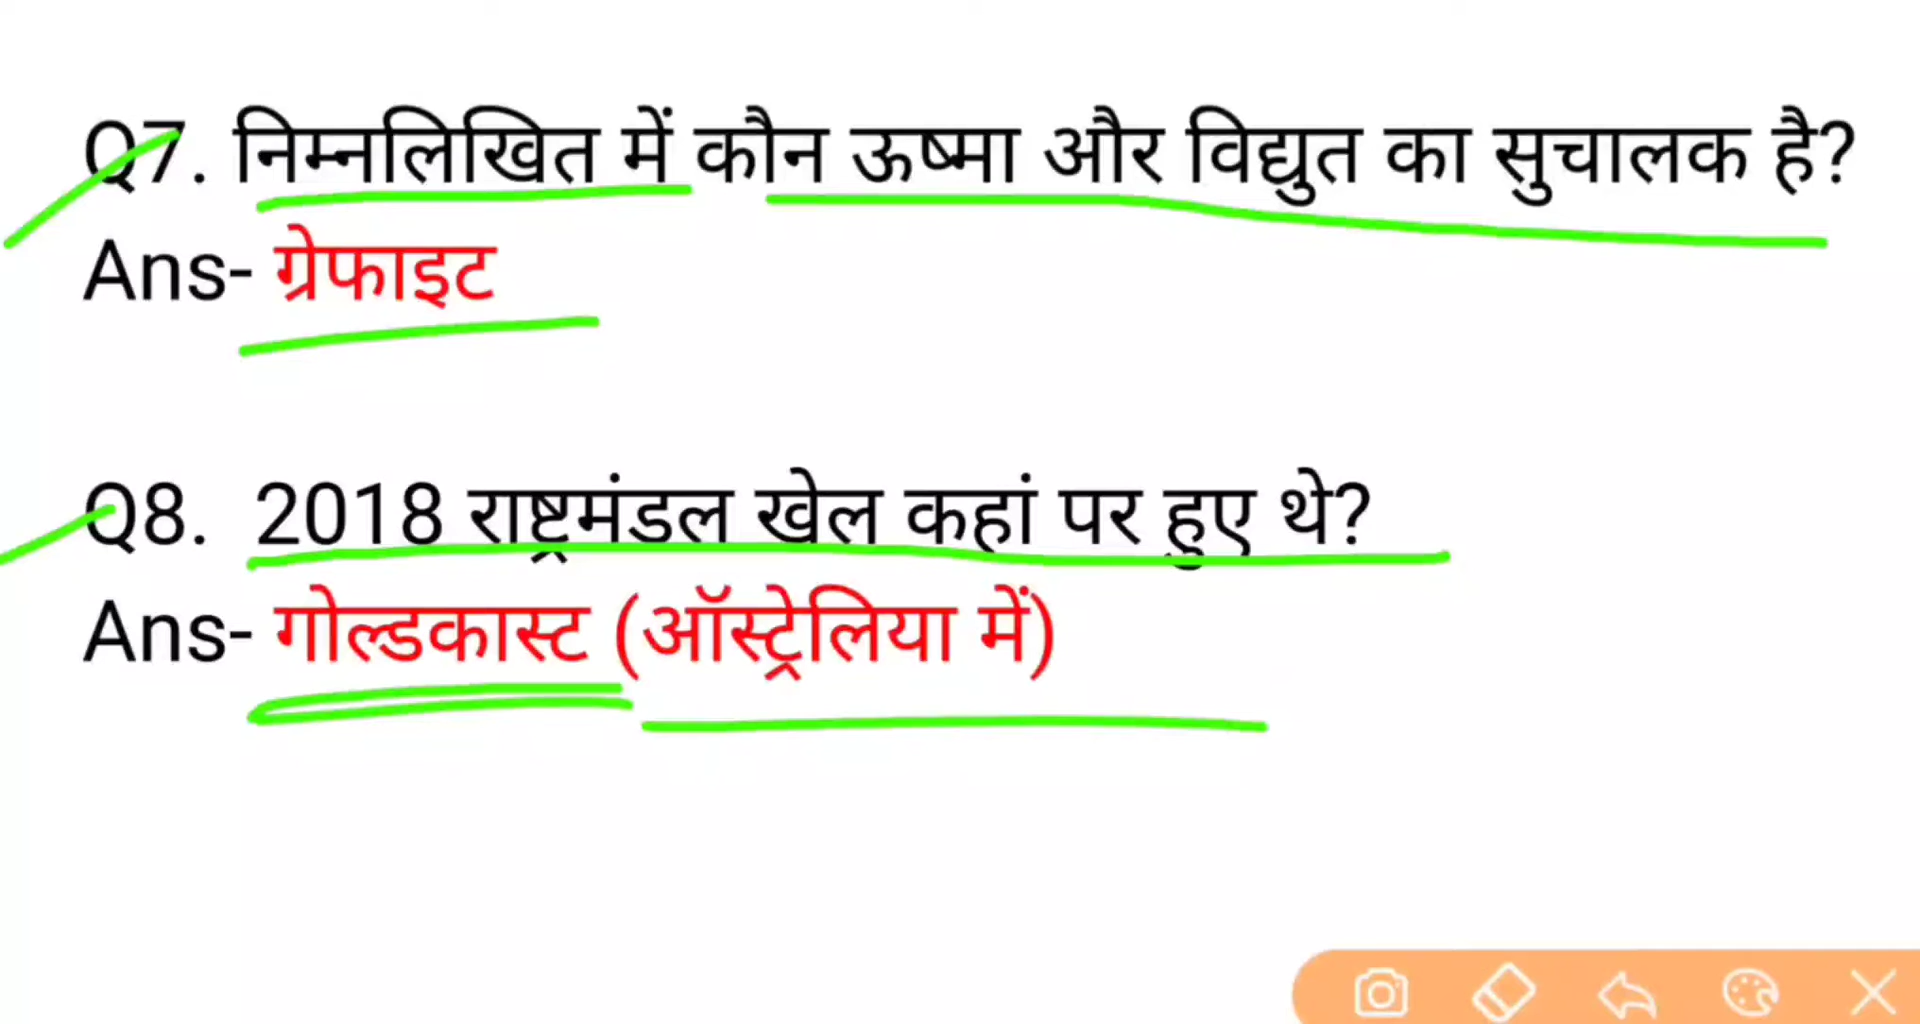 Q7. निम्नलिखित में कौन ऊष्मा और विद्युत का सुचालक है?
Ans- ग्रेफाइट
Q8. 2018 राष्ट्रमंडल खेल कहां पर हुए थे?
Ans- गोल्डकास्ट (ऑस्ट्रेलिया में)